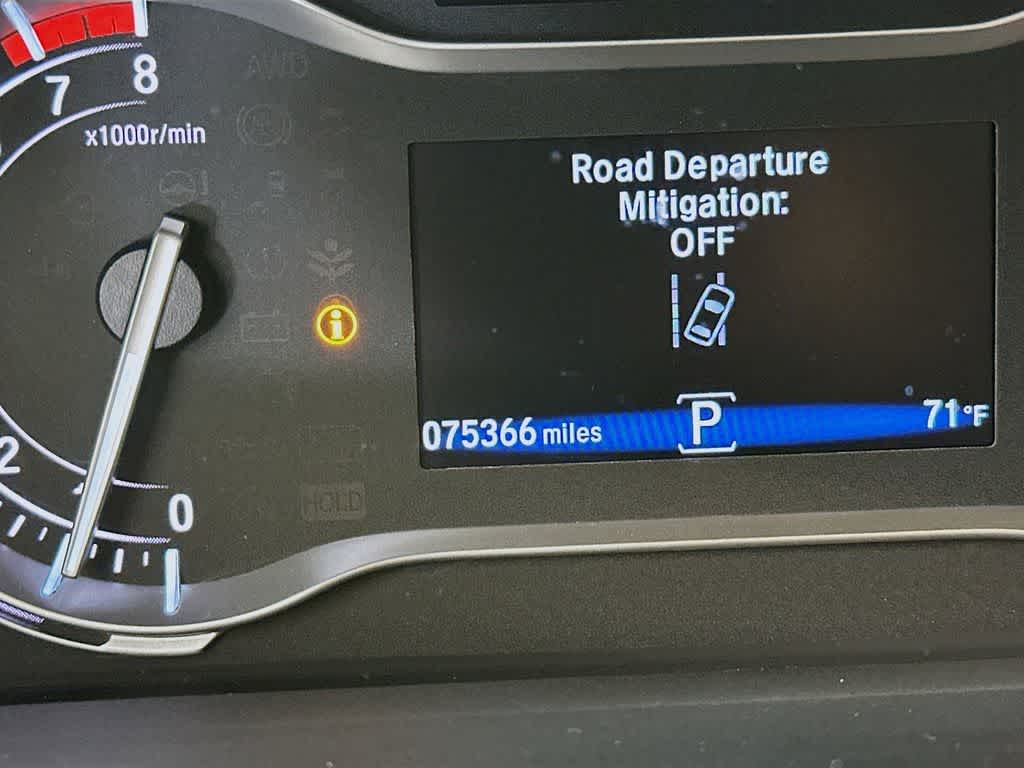 7
8
x1000r/min
AWD
Road Departure
Mitigation:
OFF
i
075366 miles
P
71°F
2
0
HOLD